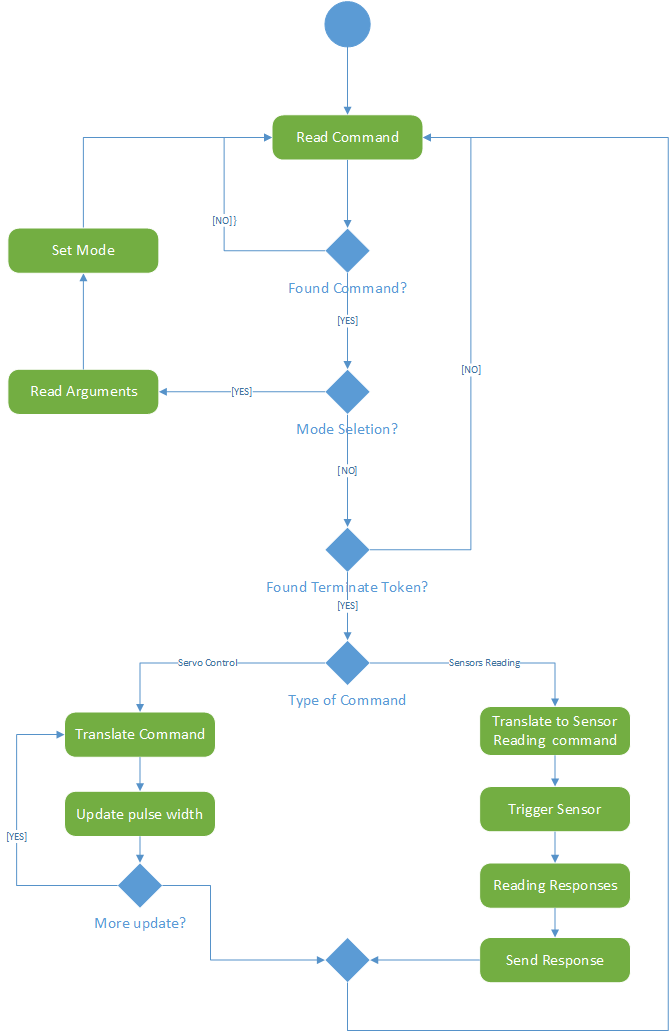 Read Command
[NO]}
Set Mode
Found Command?
[YES]
[NO]
Read Arguments
[YES]
Mode Seletion?
[NO]
Found Terminate Token?
[YES]
Servo Control
Sensors Reading
Type of Command
Translate Command
Translate to Sensor
Reading command
Update pulse width
Trigger Sensor
[YES]
Reading Responses
More update?
Send Response